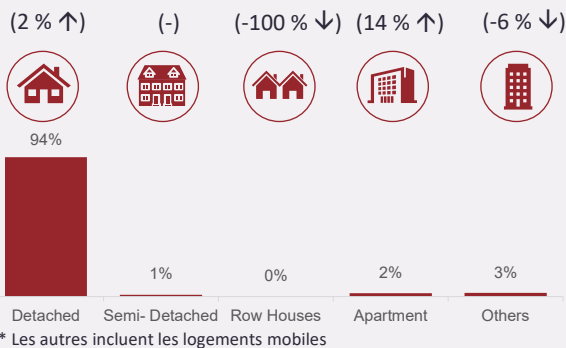 (2 % ↑) (-) (-100 % ↓) (14 % ↑) (-6 % ↓)
94% 1% 0% 2% 3%
Detached Semi- Detached Row Houses Apartment Others
* Les autres incluent les logements mobiles